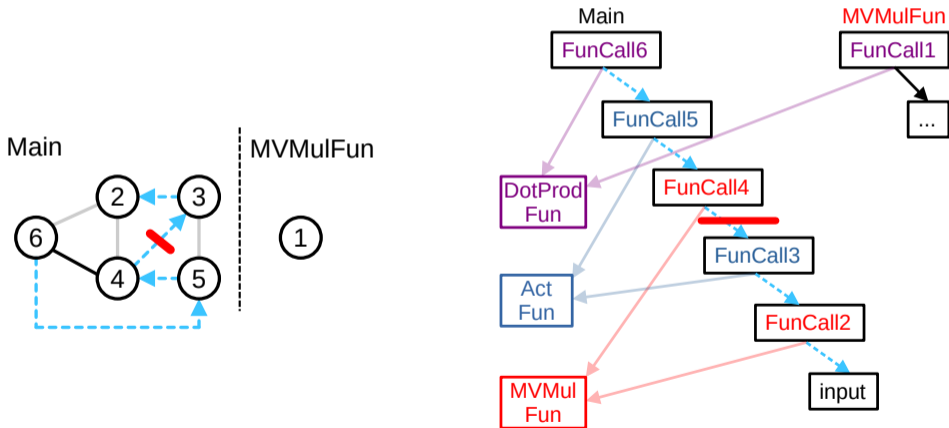 Main
MVMulFun
2
3
6
1
4
5
Main
MVMulFun
FunCall6
FunCall1
FunCall5
...
FunCall4
DotProd
Fun
FunCall3
Act
Fun
FunCall2
MVMul
Fun
input